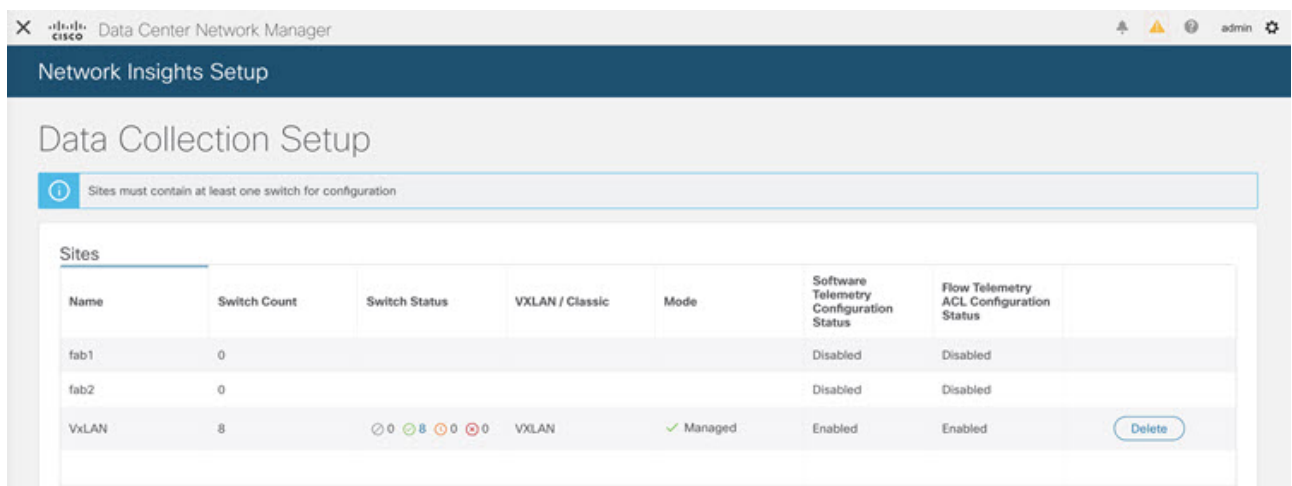 CISCO Data Center Network Manager admin
Network Insights Setup
Data Collection Setup
Sites must contain at least one switch for configuration
Sites
Name Switch Count Switch Status VXLAN / Classic Mode Software Telemetry Configuration Status Flow Telemetry ACL Configuration Status
fab1 0 Disabled Disabled
fab2 0 Disabled Disabled
VxLAN 8 0 8 0 0 VXLAN Managed Enabled Enabled Delete